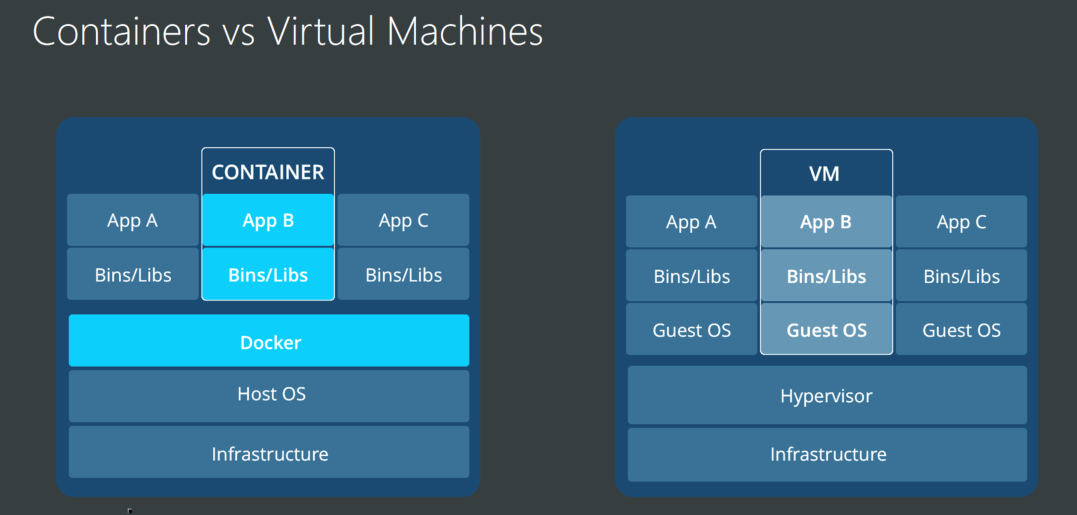 Containers vs Virtual Machines
CONTAINER
App A App B App C
Bins/Libs Bins/Libs Bins/Libs
Docker
Host OS
Infrastructure
VM
App A App B App C
Bins/Libs Bins/Libs Bins/Libs
Guest OS Guest OS Guest OS
Hypervisor
Infrastructure